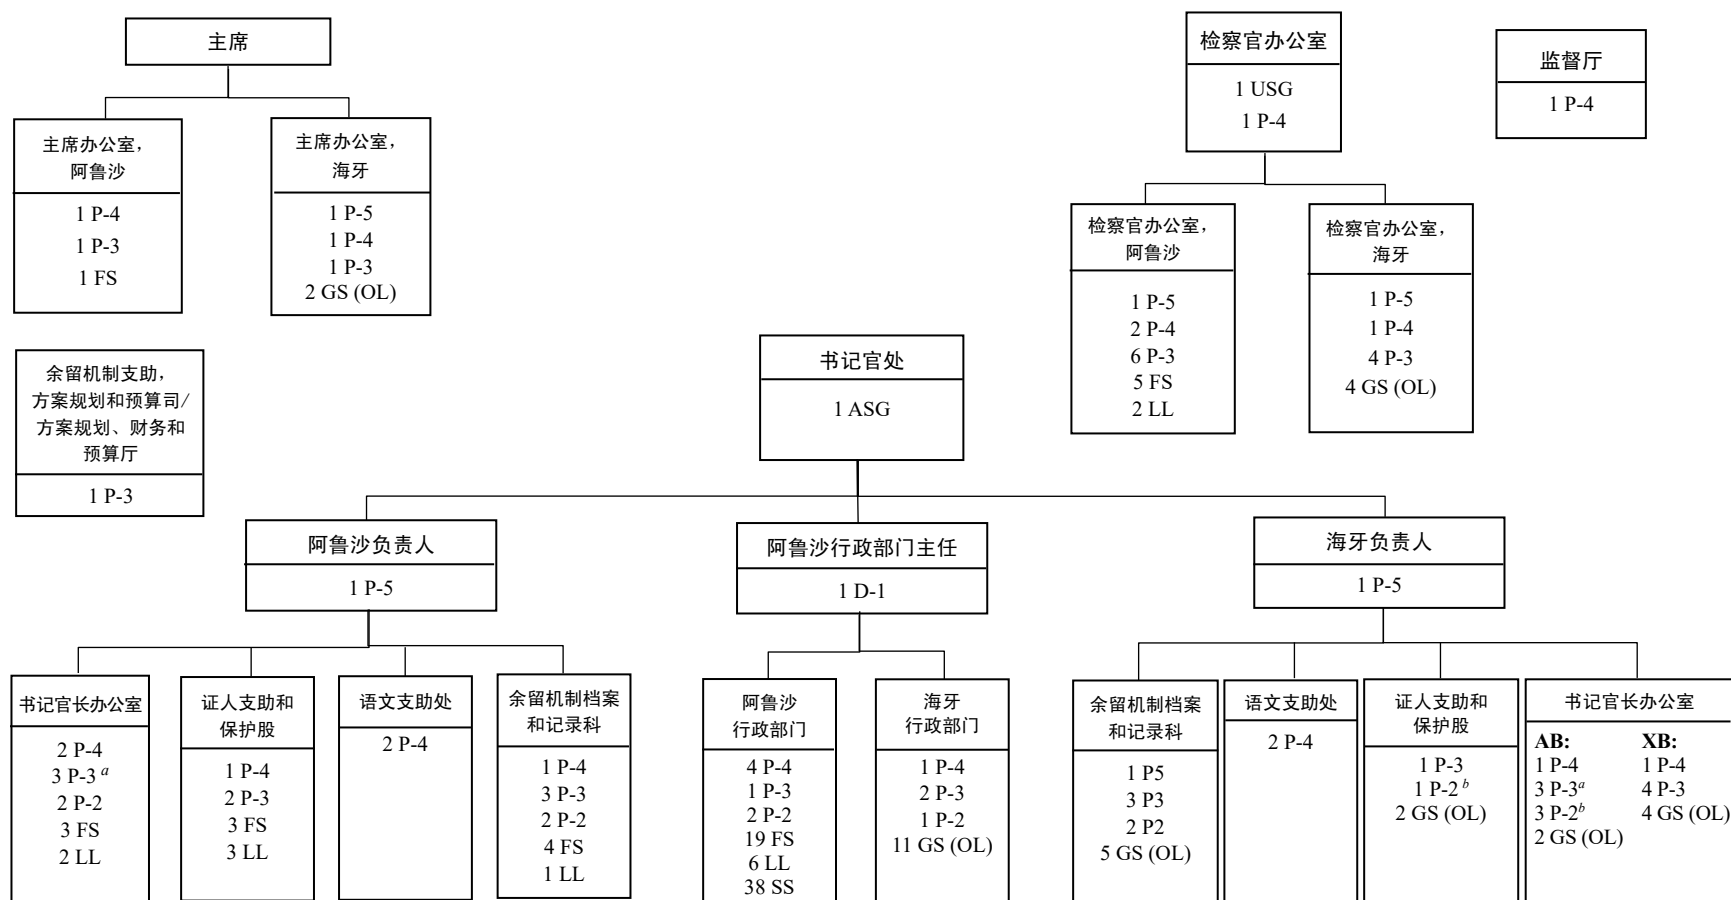 主席
主席办公室，
阿鲁沙
1 P-4
1 P-3
1 FS
主席办公室，
海牙
1 P-5
1 P-4
1 P-3
2 GS (OL)
检察官办公室
1 USG
1 P-4
监督厅
1 P-4
检察官办公室，
阿鲁沙
1 P-5
2 P-4
6 P-3
5 FS
2 LL
检察官办公室，
海牙
1 P-5
1 P-4
4 P-3
4 GS (OL)
余留机制支助，
方案规划和预算司/
方案规划、财务和
预算厅
1 P-3
书记官处
1 ASG
阿鲁沙负责人
1 P-5
阿鲁沙行政部门主任
1 D-1
海牙负责人
1 P-5
书记官长办公室
2 P-4
3 P-3 a
2 P-2
3 FS
2 LL
证人支助和
保护股
1 P-4
2 P-3
3 FS
3 LL
语文支助处
2 P-4
余留机制档案
和记录科
1 P-4
3 P-3
2 P-2
4 FS
1 LL
阿鲁沙
行政部门
4 P-4
1 P-3
2 P-2
19 FS
6 LL
38 SS
海牙
行政部门
1 P-4
2 P-3
1 P-2
11 GS (OL)
余留机制档案
和记录科
1 P5
3 P3
2 P2
5 GS (OL)
语文支助处
2 P-4
证人支助和
保护股
1 P-3
1 P-2 b
2 GS (OL)
书记官长办公室
AB:
1 P-4
3 P-3a
3 P-2b
2 GS (OL)
XB:
1 P-4
4 P-3
4 GS (OL)